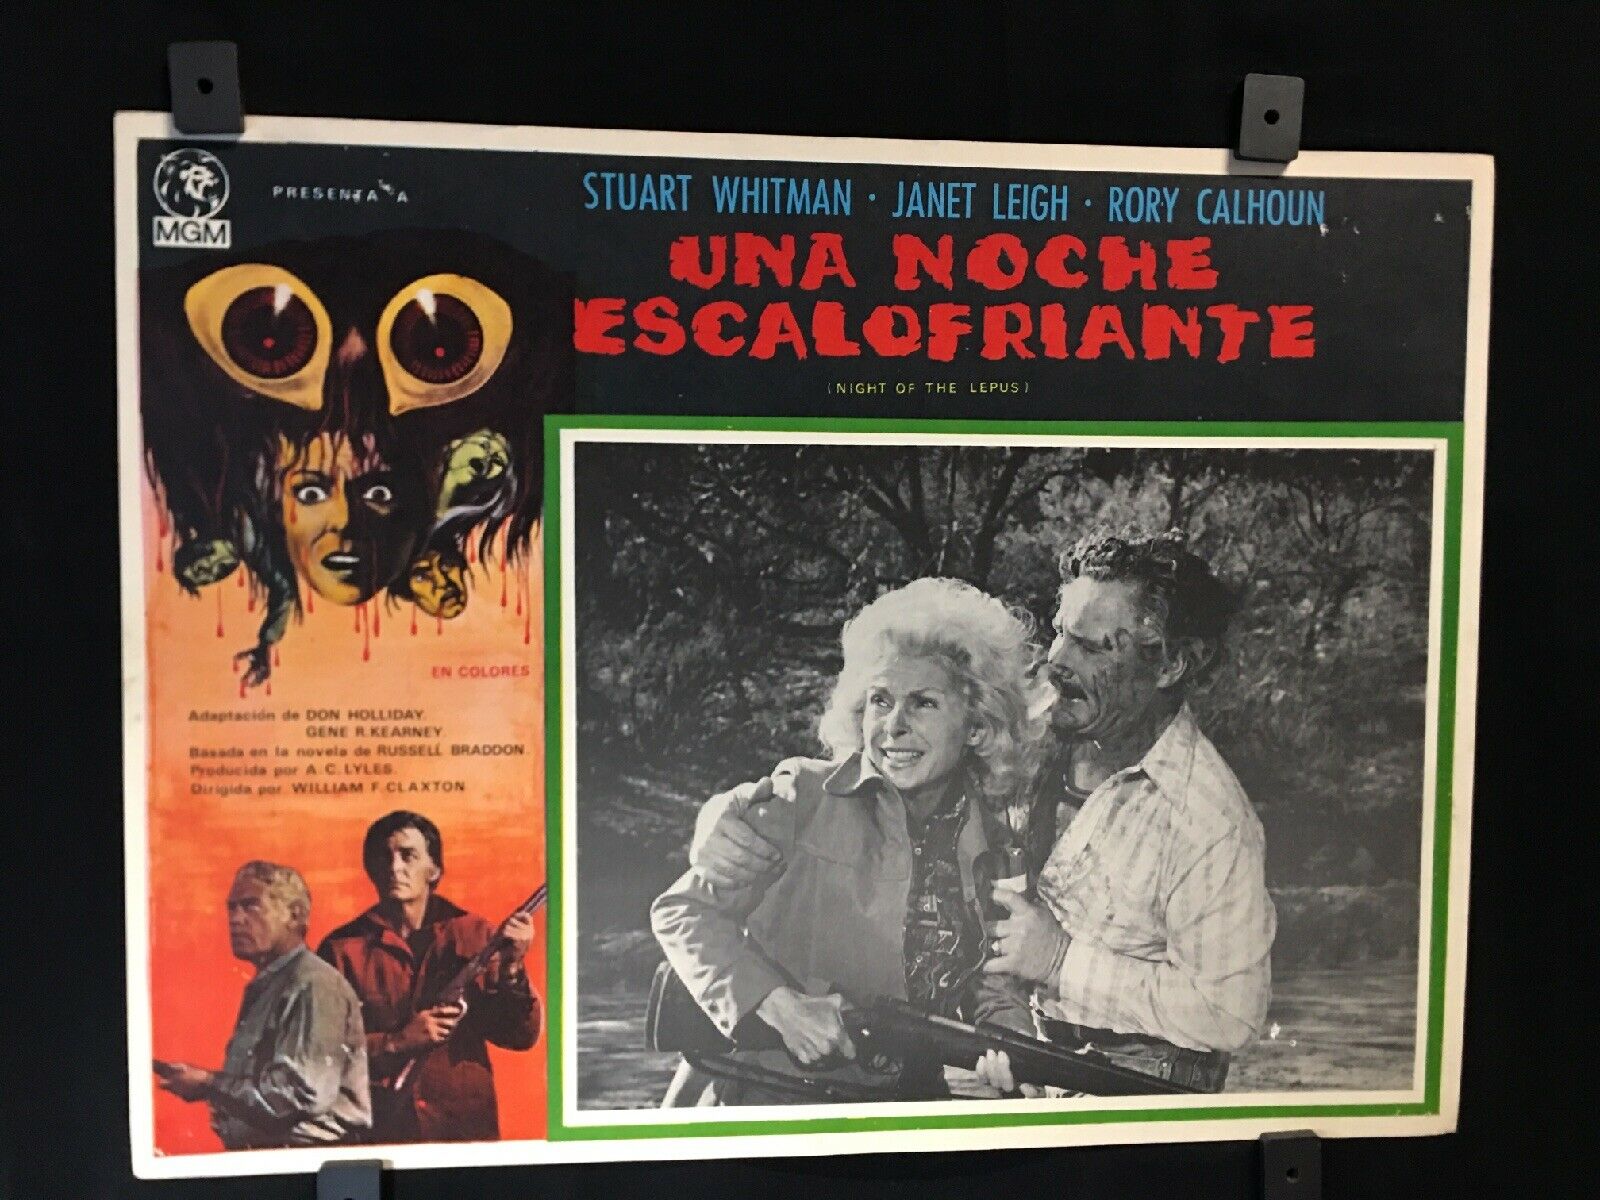 MGM
PRESENTA A
STUART WHITMAN · JANET LEIGH · RORY CALHOUN
UNA NOCHE
ESCALOFRIANTE
(NIGHT OF THE LEPUS)
EN COLORES
Adaptación de DON HOLLIDAY.
GENE R. KEARNEY.
Basada en la novela de RUSSELL BRADDON.
Producida por A. C. LYLES.
Dirigida por WILLIAM F. CLAXTON